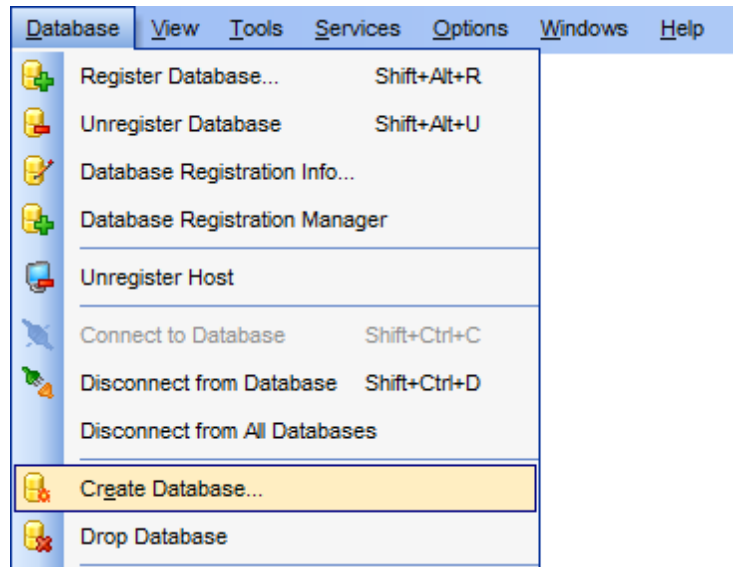 Database View Tools Services Options Windows Help
Register Database... Shift+Alt+R
Unregister Database Shift+Alt+U
Database Registration Info...
Database Registration Manager
Unregister Host
Connect to Database Shift+Ctrl+C
Disconnect from Database Shift+Ctrl+D
Disconnect from All Databases
Create Database...
Drop Database